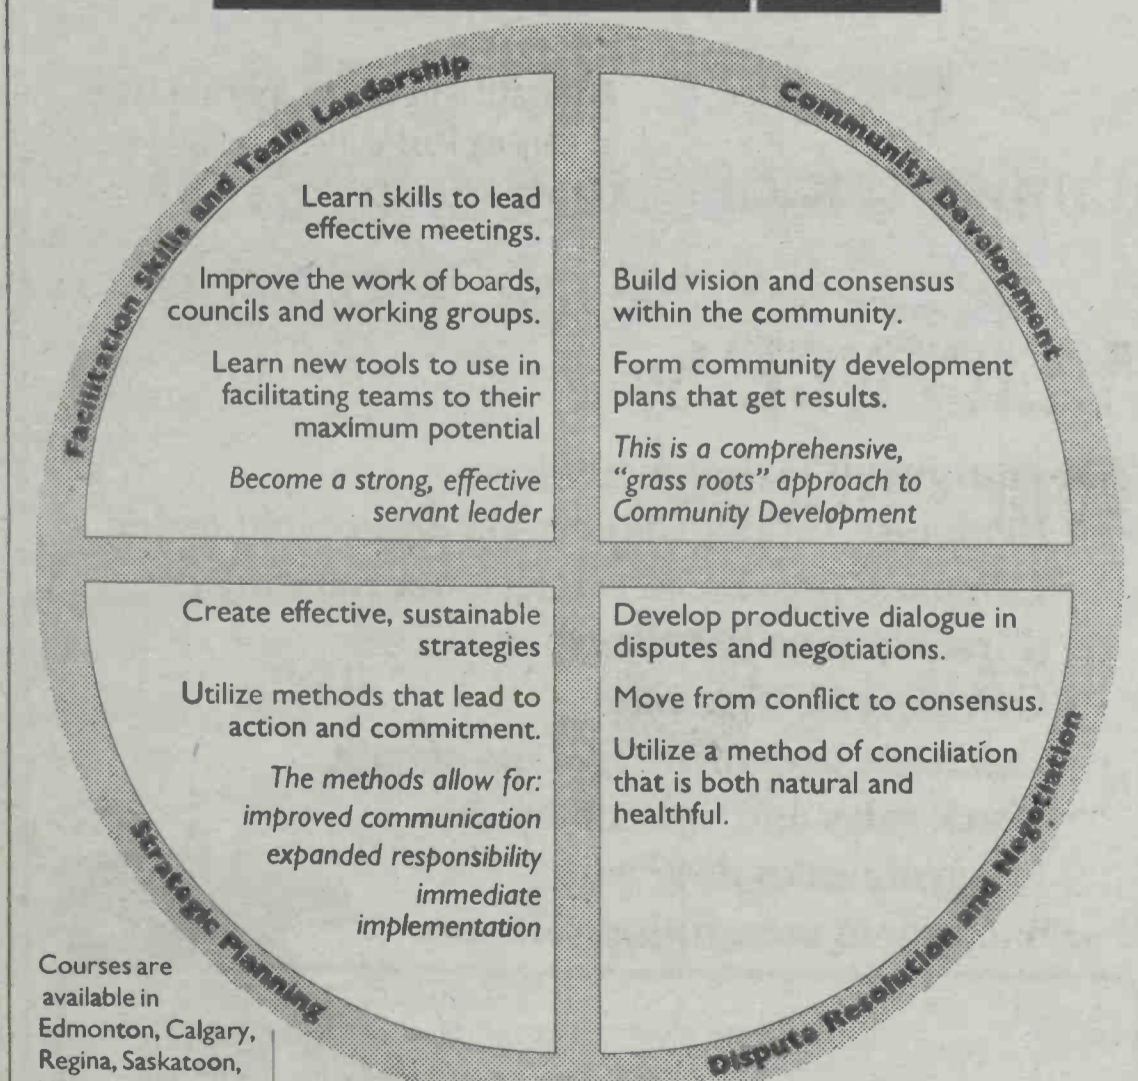 Facilitation Skills and Team Leadership
Learn skills to lead
effective meetings.
Improve the work of boards,
councils and working groups.
Learn new tools to use in
facilitating teams to their
maximum potential
Become a strong, effective
servant leader
Community Development
Build vision and consensus
within the community.
Form community development
plans that get results.
This is a comprehensive,
“grass roots” approach to
Community Development
Create effective, sustainable
strategies
Utilize methods that lead to
action and commitment.
The methods allow for:
improved communication
expanded responsibility
immediate
implementation
Strategic Planning
Develop productive dialogue in
disputes and negotiations.
Move from conflict to consensus.
Utilize a method of conciliation
that is both natural and
healthful.
Dispute Resolution and Negotiation
Courses are
available in
Edmonton, Calgary,
Regina, Saskatoon,